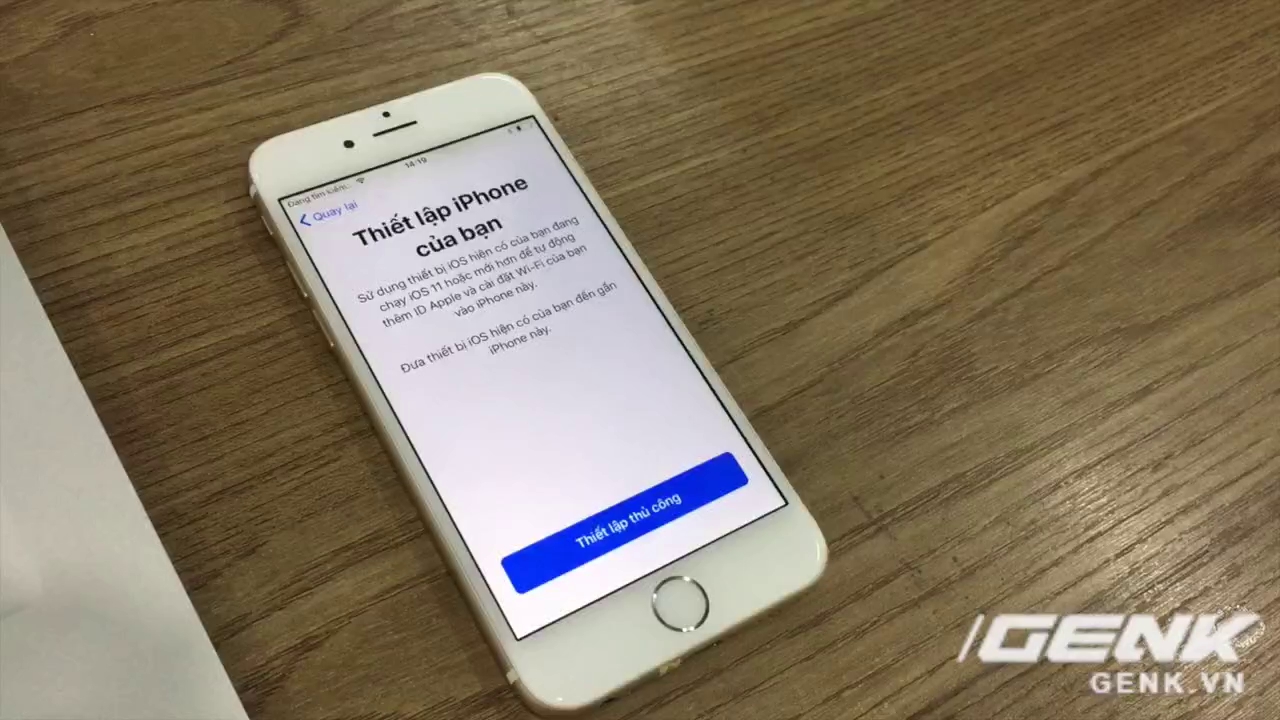 Đang tìm kiếm...
14:19
Quay lại
Thiết lập iPhone
của bạn
Sử dụng thiết bị iOS hiện có của bạn đang
chạy iOS 11 hoặc mới hơn để tự động
thêm ID Apple và cài đặt Wi-Fi của bạn
vào iPhone này.
Đưa thiết bị iOS hiện có của bạn đến gần
iPhone này.
Thiết lập thủ công
GENK
GENK.VN